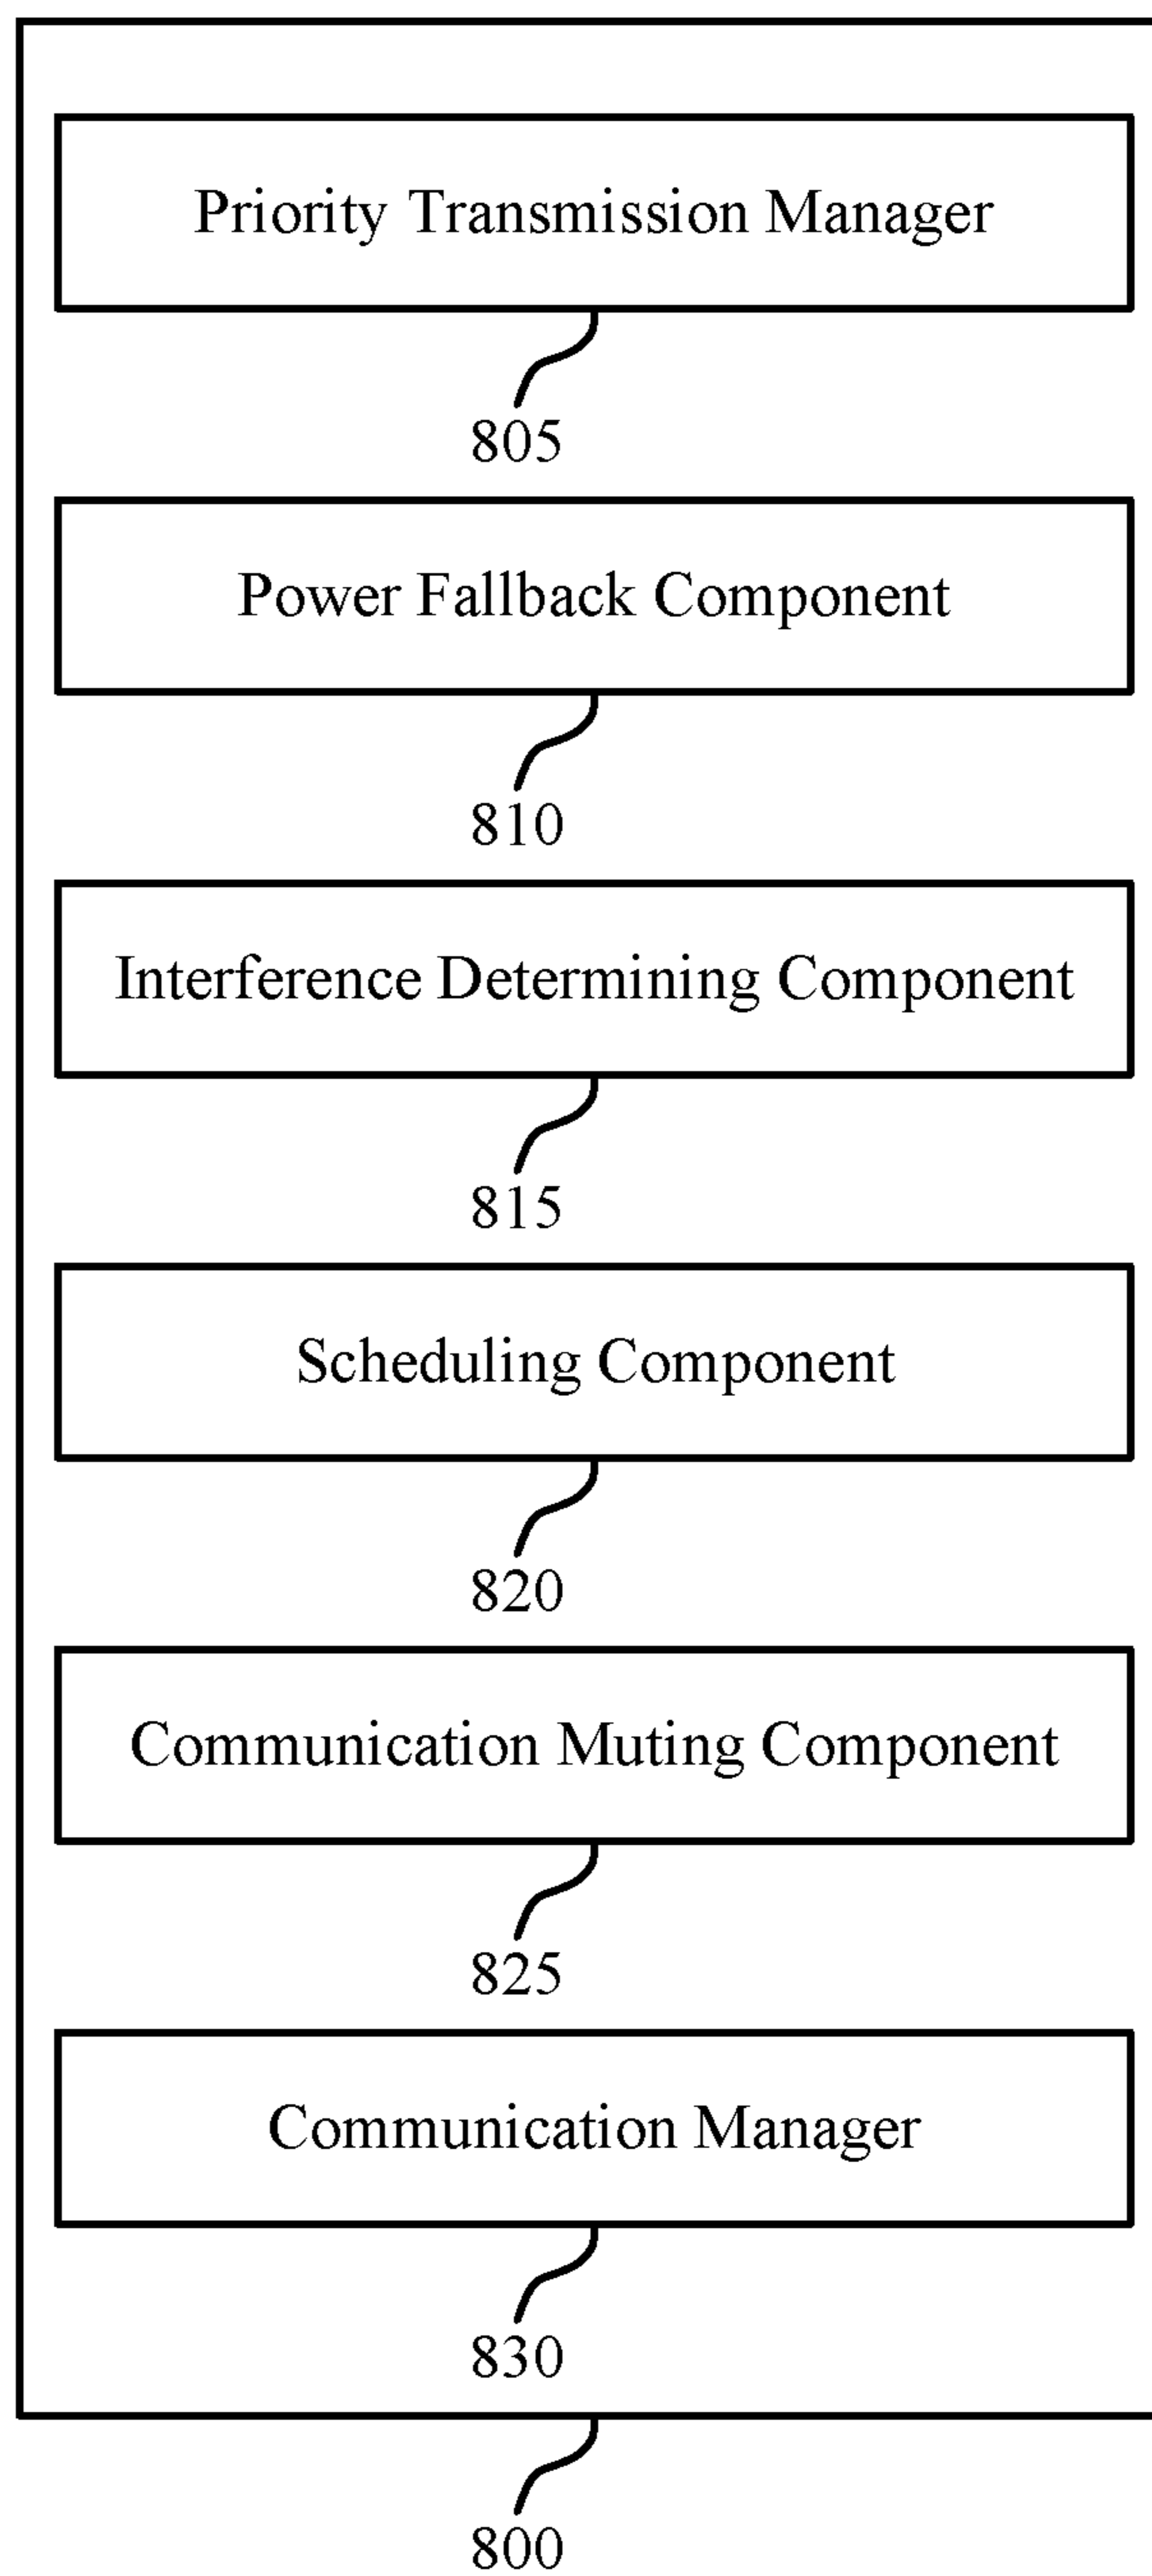 Priority Transmission Manager
805
Power Fallback Component
810
Interference Determining Component
815
Scheduling Component
820
Communication Muting Component
825
Communication Manager
830
800